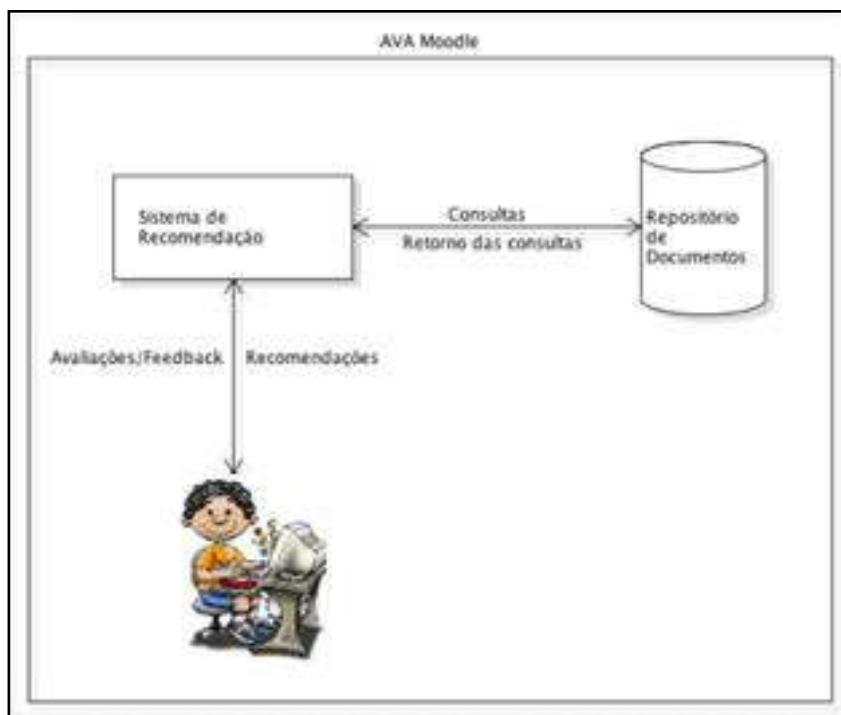 AVA Moodle
Sistema de
Recomendação
Consultas
Retorno das consultas
Repositório
de
Documentos
Avaliações/Feedback
Recomendações